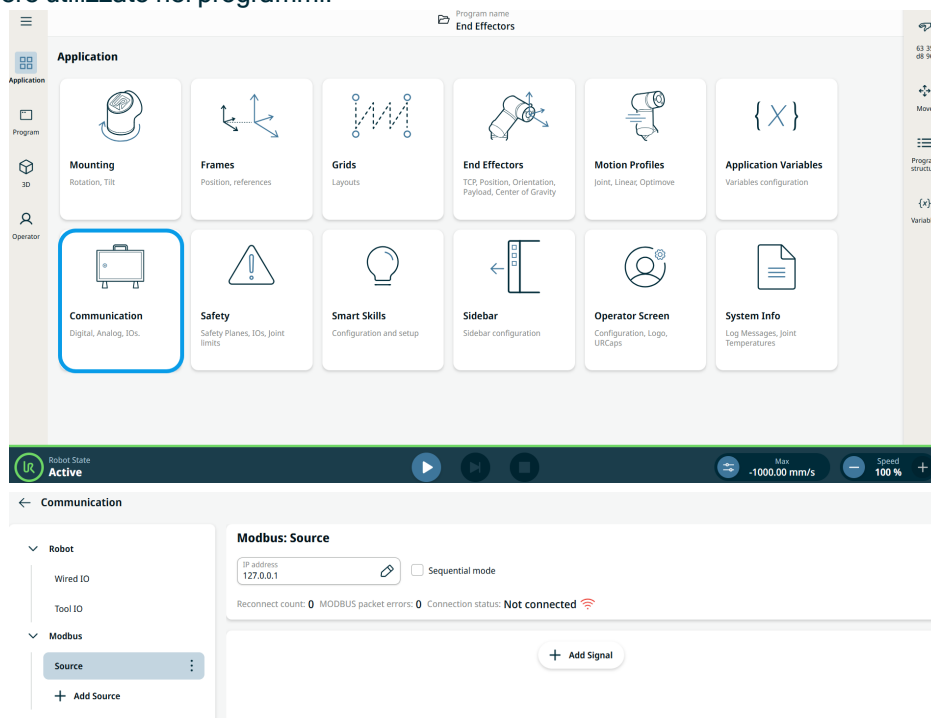 utilizzate nei programmi.
Program name
End Effectors
Application
Application
Program
3D
Operator
Mounting
Rotation, Tilt
Frames
Position, references
Grids
Layouts
End Effectors
TCP, Position, Orientation,
Payload, Center of Gravity
Motion Profiles
Joint, Linear, Optimove
Application Variables
Variables configuration
Communication
Digital, Analog, IOs.
Safety
Safety Planes, IOs, Joint
limits
Smart Skills
Configuration and setup
Sidebar
Sidebar configuration
Operator Screen
Configuration, Logo,
URCaps
System Info
Log Messages, Joint
Temperatures
Robot State
Active
Max
-1000.00 mm/s
Speed
100 %
Communication
Robot
Wired IO
Tool IO
Modbus
Source
Add Source
Modbus: Source
IP address
127.0.0.1
Sequential mode
Reconnect count: 0 MODBUS packet errors: 0 Connection status: Not connected
Add Signal